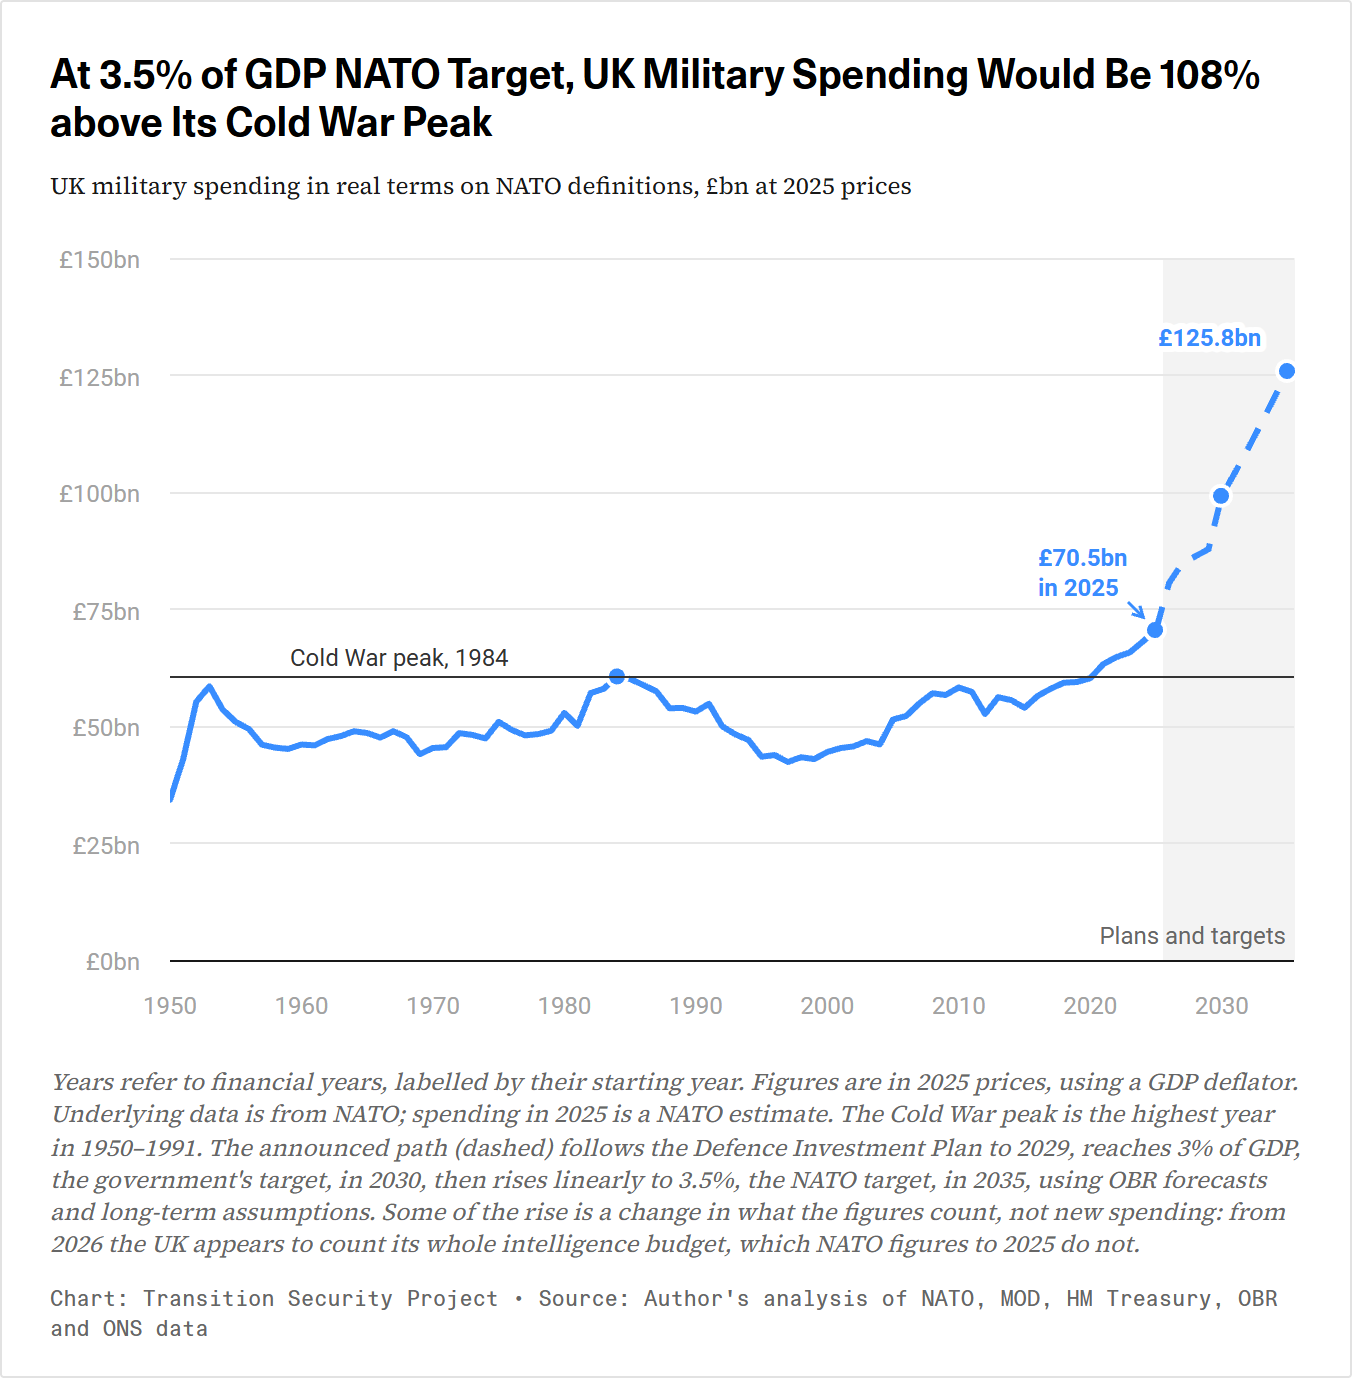 At 3.5% of GDP NATO Target, UK Military Spending Would Be 108%
above Its Cold War Peak
UK military spending in real terms on NATO definitions, £bn at 2025 prices
£150bn
£125.8bn
£125bn
£100bn
£70.5bn
in 2025
£75bn
Cold War peak, 1984
£50bn
£25bn
Plans and targets
£0bn
1950 1960 1970 1980 1990 2000 2010 2020 2030
Years refer to financial years, labelled by their starting year. Figures are in 2025 prices, using a GDP deflator.
Underlying data is from NATO; spending in 2025 is a NATO estimate. The Cold War peak is the highest year
in 1950–1991. The announced path (dashed) follows the Defence Investment Plan to 2029, reaches 3% of GDP,
the government's target, in 2030, then rises linearly to 3.5%, the NATO target, in 2035, using OBR forecasts
and long-term assumptions. Some of the rise is a change in what the figures count, not new spending: from
2026 the UK appears to count its whole intelligence budget, which NATO figures to 2025 do not.
Chart: Transition Security Project • Source: Author's analysis of NATO, MOD, HM Treasury, OBR
and ONS data